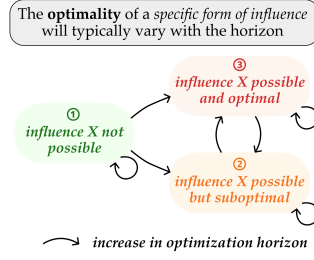 The optimality of a specific form of influence
will typically vary with the horizon
③
influence X possible
and optimal
①
influence X not
possible
②
influence X possible
but suboptimal
increase in optimization horizon